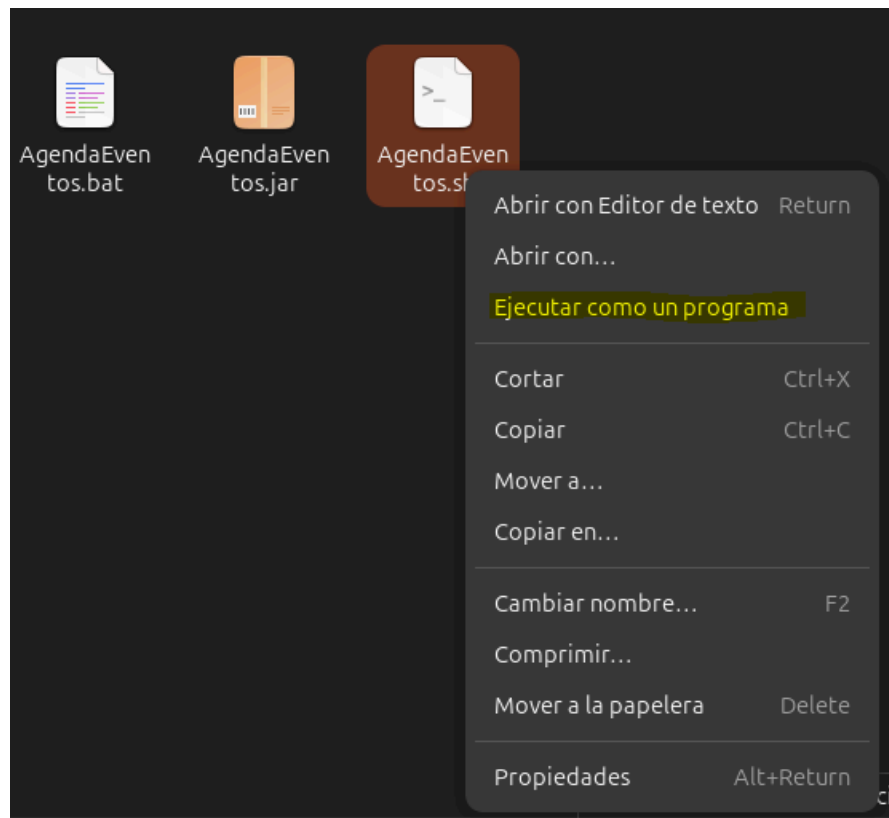 AgendaEven
tos.bat
AgendaEven
tos.jar
>_
AgendaEven
tos.sh
Abrir con Editor de texto Return
Abrir con...
Ejecutar como un programa
Cortar Ctrl+X
Copiar Ctrl+C
Mover a...
Copiar en...
Cambiar nombre... F2
Comprimir...
Mover a la papelera Delete
Propiedades Alt+Return